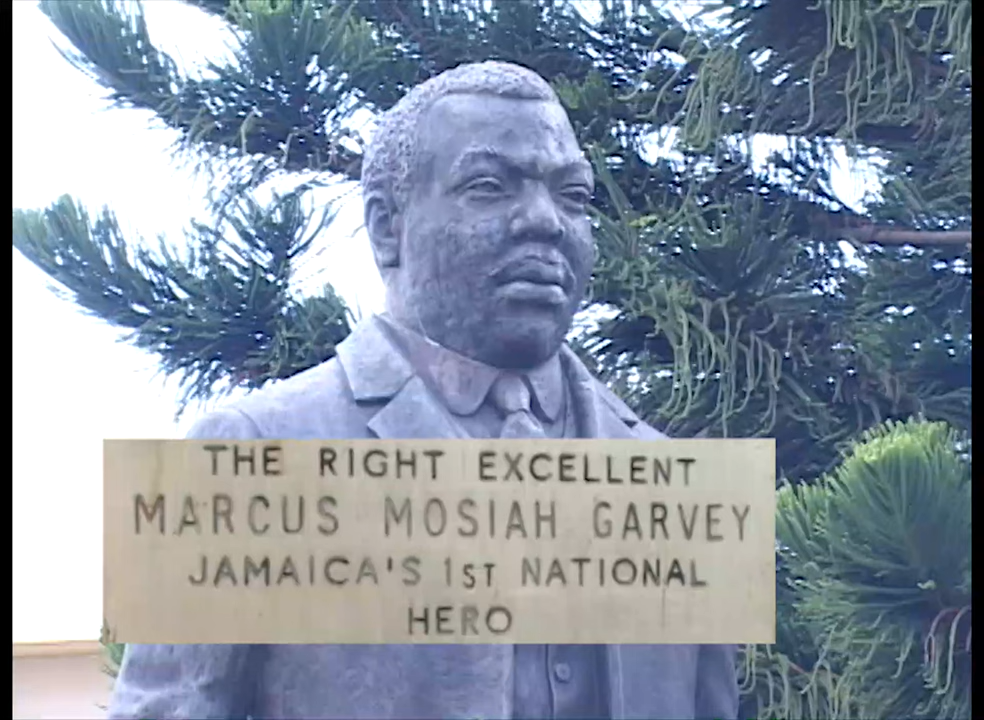 THE RIGHT EXCELLENT
MARCUS MOSIAH GARVEY
JAMAICA'S 1ST NATIONAL
HERO